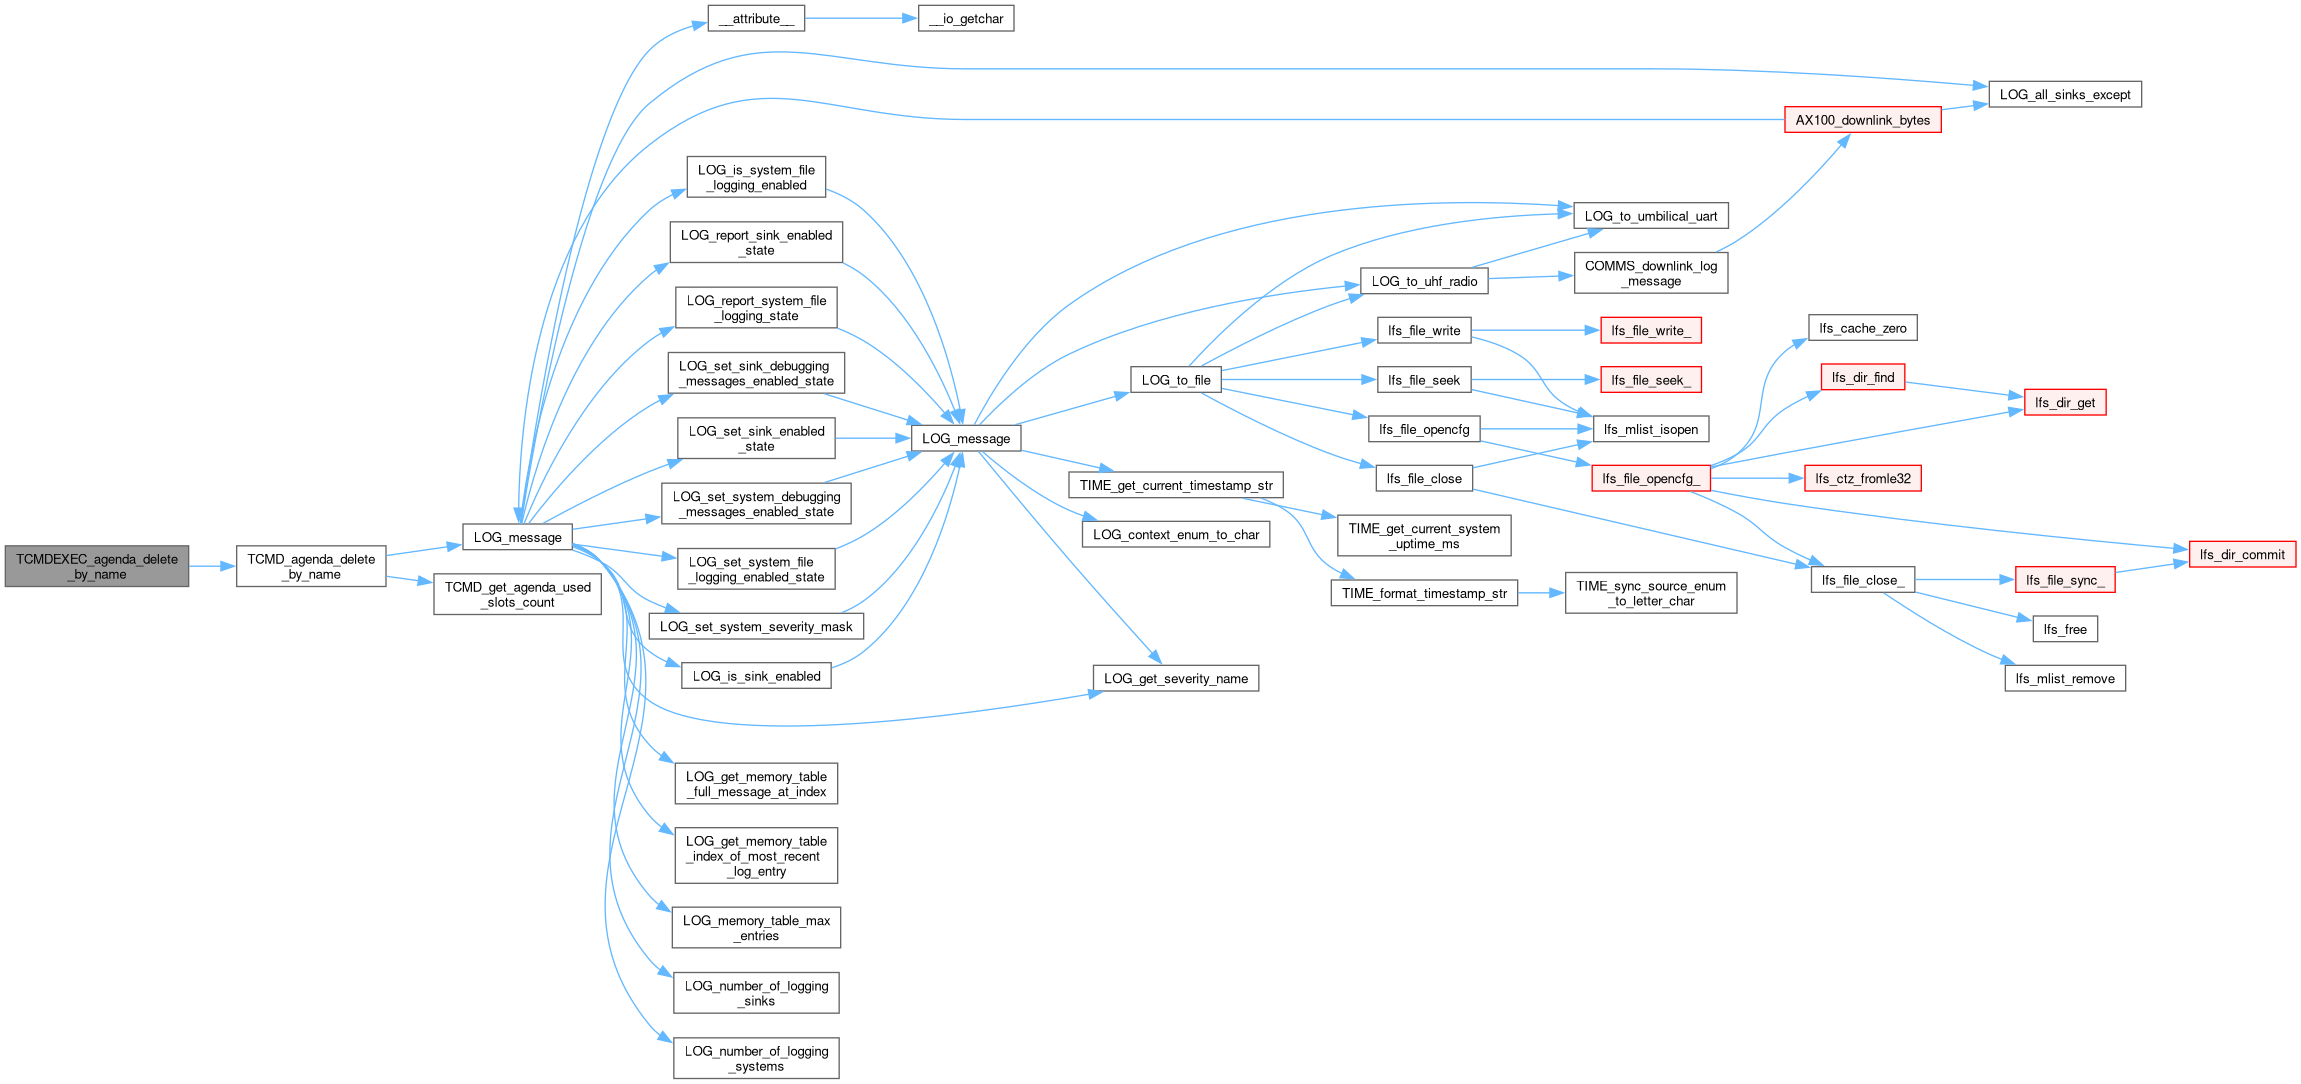 __attribute__
__io_getchar
LOG_all_sinks_except
AX100_downlink_bytes
LOG_is_system_file
_logging_enabled
LOG_report_sink_enabled
_state
LOG_to_umbilical_uart
COMMS_downlink_log
_message
LOG_to_uhf_radio
LOG_report_system_file
_logging_state
lfs_file_write
lfs_file_write_
lfs_cache_zero
LOG_set_sink_debugging
_messages_enabled_state
LOG_to_file
lfs_file_seek
lfs_file_seek_
lfs_dir_find
lfs_dir_get
LOG_set_sink_enabled
_state
LOG_message
lfs_file_opencfg
lfs_mlist_isopen
lfs_file_close
lfs_file_opencfg_
lfs_ctz_fromle32
TIME_get_current_timestamp_str
LOG_set_system_debugging
_messages_enabled_state
LOG_message
LOG_context_enum_to_char
TIME_get_current_system
_uptime_ms
lfs_dir_commit
TCMDEXEC_agenda_delete
_by_name
TCMD_agenda_delete
_by_name
TCMD_get_agenda_used
_slots_count
LOG_set_system_file
_logging_enabled_state
TIME_format_timestamp_str
TIME_sync_source_enum
_to_letter_char
lfs_file_close_
lfs_file_sync_
LOG_set_system_severity_mask
lfs_free
LOG_is_sink_enabled
LOG_get_severity_name
lfs_mlist_remove
LOG_get_memory_table
_full_message_at_index
LOG_get_memory_table
_index_of_most_recent
_log_entry
LOG_memory_table_max
_entries
LOG_number_of_logging
_sinks
LOG_number_of_logging
_systems